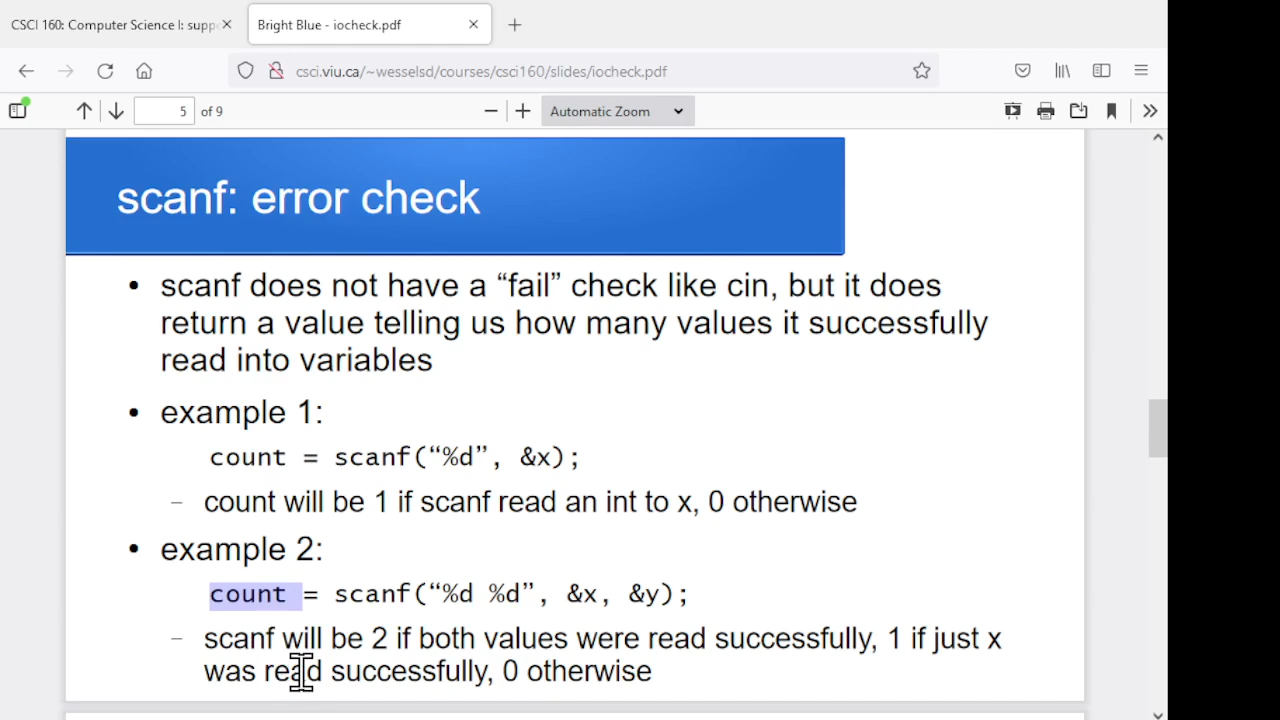 CSCI 160: Computer Science I: supp
Bright Blue - iocheck.pdf
csci.viu.ca/~wesselsd/courses/csci160/slides/iocheck.pdf
5 of 9
Automatic Zoom
scanf: error check
• scanf does not have a “fail” check like cin, but it does
return a value telling us how many values it successfully
read into variables
• example 1:
count = scanf(“%d”, &x);
– count will be 1 if scanf read an int to x, 0 otherwise
• example 2:
count = scanf(“%d %d”, &x, &y);
– scanf will be 2 if both values were read successfully, 1 if just x
was read successfully, 0 otherwise